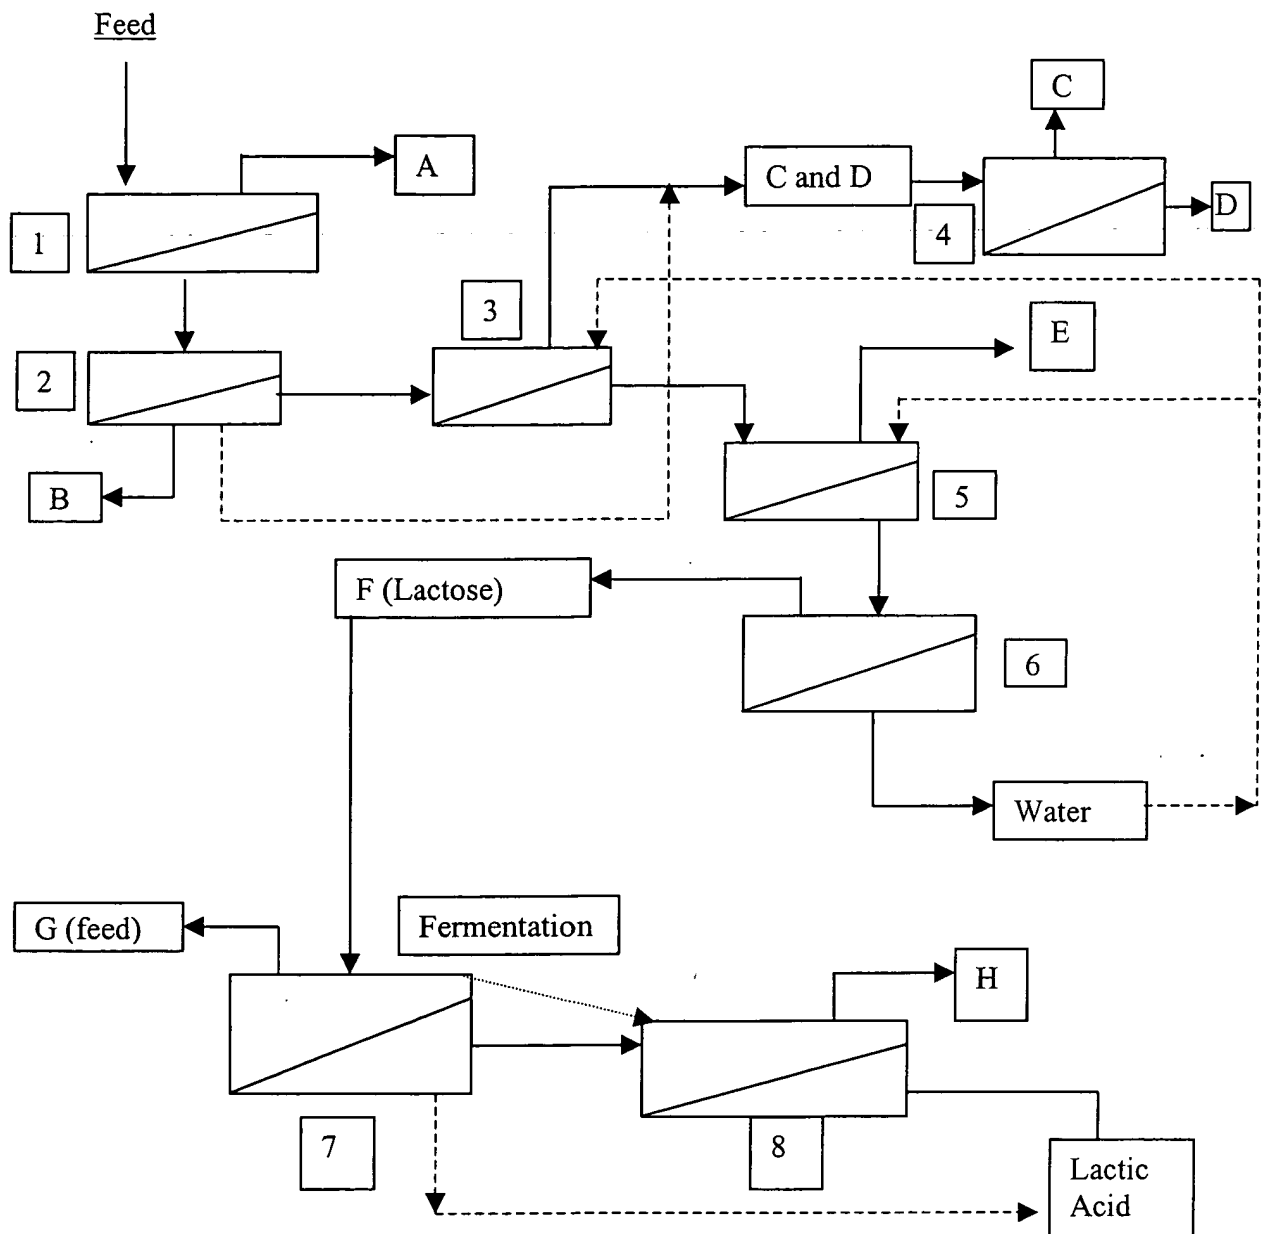 Feed
C
A
C and D
D
1
4
3
E
2
B
5
F (Lactose)
6
Water
G (feed)
Fermentation
H
7
8
Lactic
Acid